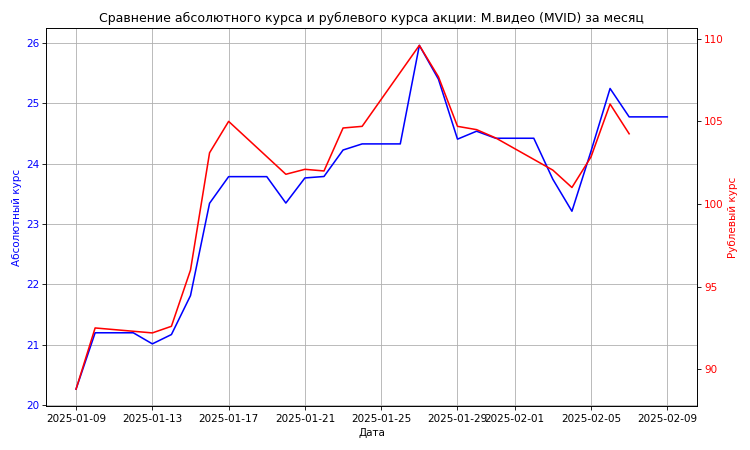 Сравнение абсолютного курса и рублевого курса акции: М.видео (MVID) за месяц
Абсолютный курс
26
25
24
23
22
21
20
110
105
100
95
90
Рублевый курс
2025-01-09 2025-01-13 2025-01-17 2025-01-21 2025-01-25 2025-01-29 2025-02-01 2025-02-05 2025-02-09
Дата